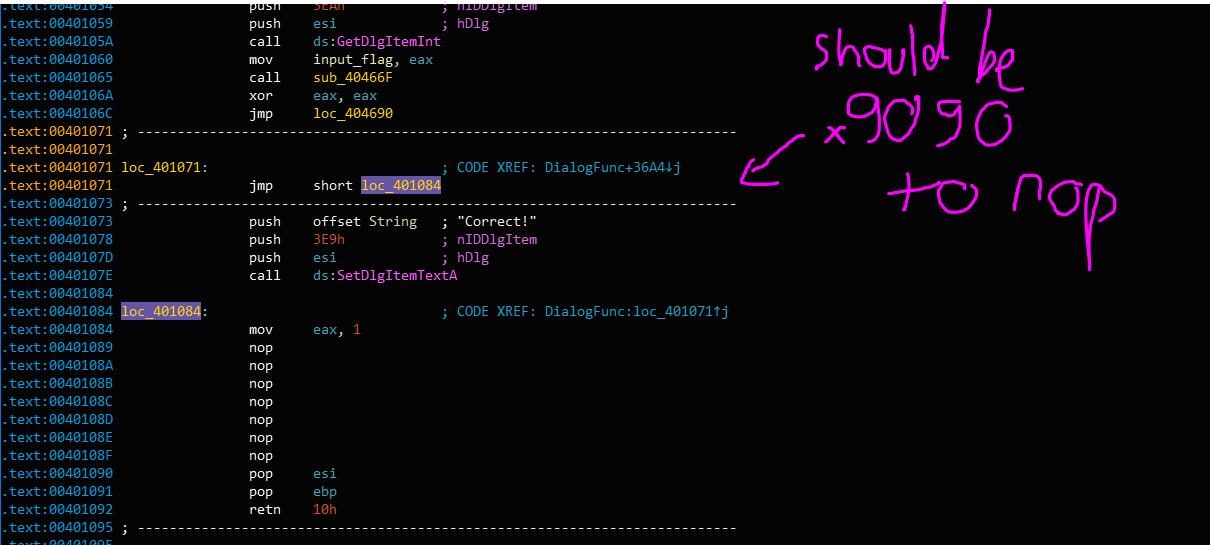 .text:00401054 push 3EAh ; nIDDlgItem
.text:00401059 push esi ; hDlg
.text:0040105A call ds:GetDlgItemInt
.text:00401060 mov input_flag, eax
.text:00401065 call sub_40466F
.text:0040106A xor eax, eax
.text:0040106C jmp loc_404690
.text:00401071 ; ---------------------------------------------------------------------------
.text:00401071
.text:00401071 loc_401071: ; CODE XREF: DialogFunc+36A4↓j
.text:00401071 jmp short loc_401084
.text:00401073 ; ---------------------------------------------------------------------------
.text:00401073 push offset String ; "Correct!"
.text:00401078 push 3E9h ; nIDDlgItem
.text:0040107D push esi ; hDlg
.text:0040107E call ds:SetDlgItemTextA
.text:00401084
.text:00401084 loc_401084: ; CODE XREF: DialogFunc:loc_401071↑j
.text:00401084 mov eax, 1
.text:00401089 nop
.text:0040108A nop
.text:0040108B nop
.text:0040108C nop
.text:0040108D nop
.text:0040108E nop
.text:0040108F nop
.text:00401090 pop esi
.text:00401091 pop ebp
.text:00401092 retn 10h
.text:00401095 ; ---------------------------------------------------------------------------
.text:00401095
should be
x9090
to nop